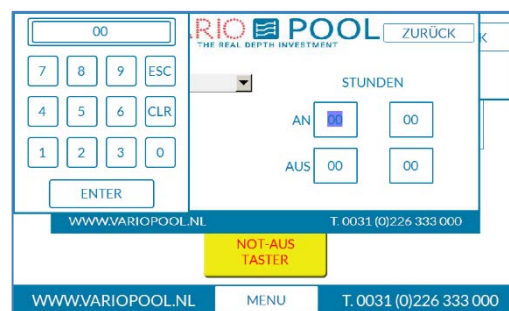 00
7 8 9 ESC
4 5 6 CLR
1 2 3 0
ENTER
RIO POOL
THE REAL DEPTH INVESTMENT
ZURÜCK
K
STUNDEN
AN 00 00
AUS 00 00
WWW.VARIOPOOL.NL T. 0031 (0)226 333 000
NOT-AUS
TASTER
WWW.VARIOPOOL.NL MENU T. 0031 (0)226 333 000